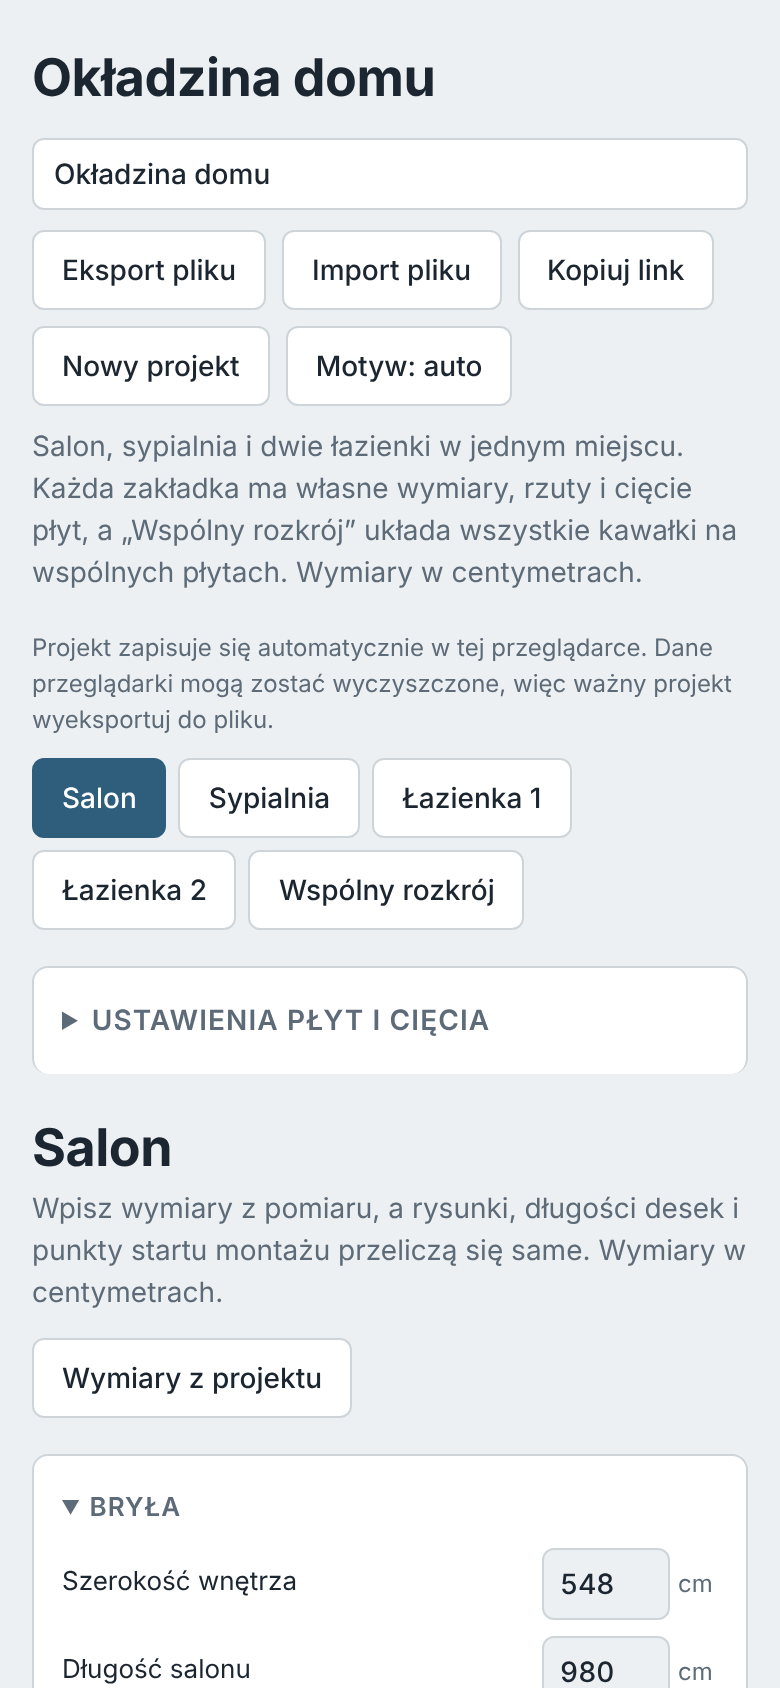 Okładzina domu
Okładzina domu
Eksport pliku
Import pliku
Kopiuj link
Nowy projekt
Motyw: auto
Salon, sypialnia i dwie łazienki w jednym miejscu.
Każda zakładka ma własne wymiary, rzuty i cięcie
płyt, a „Wspólny rozkrój” układa wszystkie kawałki na
wspólnych płytach. Wymiary w centymetrach.
Projekt zapisuje się automatycznie w tej przeglądarce. Dane
przeglądarki mogą zostać wyczyszczone, więc ważny projekt
wyeksportuj do pliku.
Salon
Sypialnia
Łazienka 1
Łazienka 2
Wspólny rozkrój
USTAWIENIA PŁYT I CIĘCIA
Salon
Wpisz wymiary z pomiaru, a rysunki, długości desek i
punkty startu montażu przeliczą się same. Wymiary w
centymetrach.
Wymiary z projektu
BRYŁA
Szerokość wnętrza 548 cm
Długość salonu 980 cm